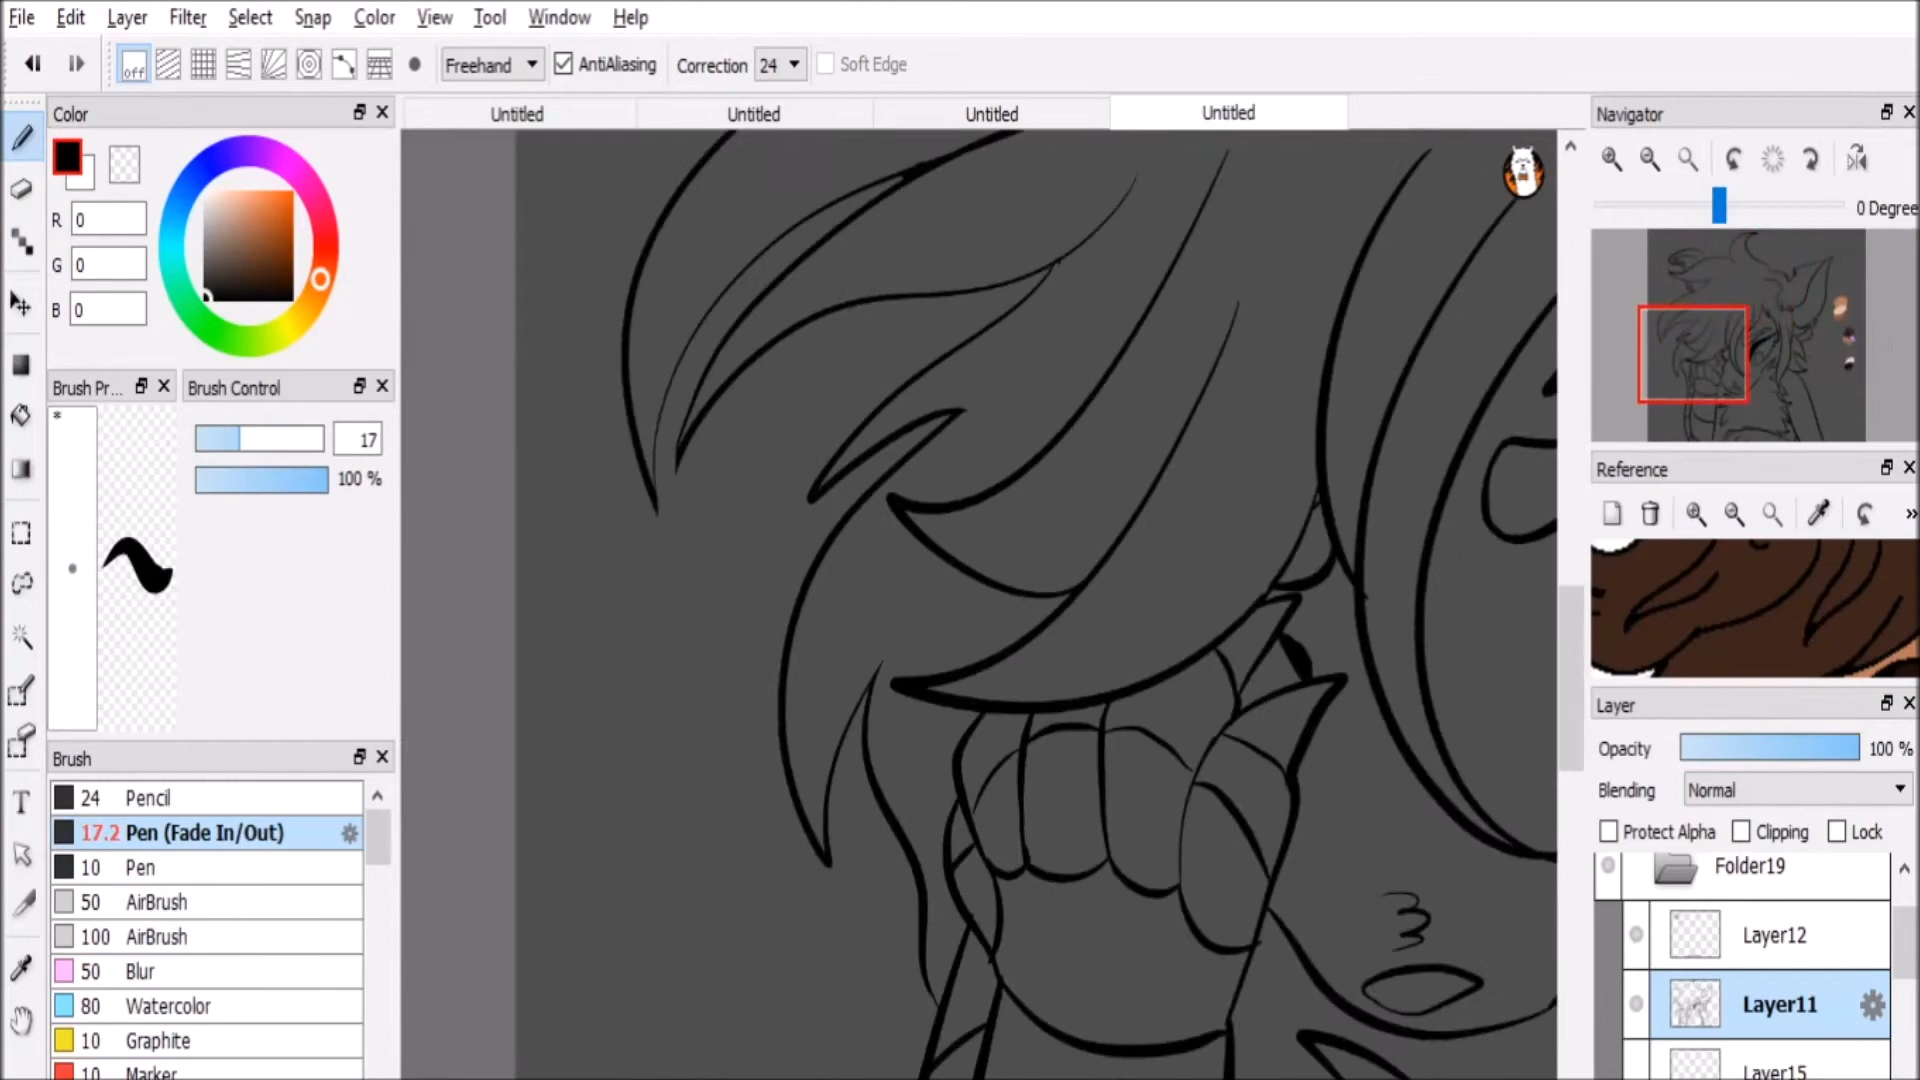 File Edit Layer Filter Select Snap Color View Tool Window Help
off Freehand AntiAliasing Correction 24 Soft Edge
Color
R 0
G 0
B 0
Brush Pr...
*
Brush Control
17
100 %
Brush
24 Pencil
17.2 Pen (Fade In/Out)
10 Pen
50 AirBrush
100 AirBrush
50 Blur
80 Watercolor
10 Graphite
10 Marker
Untitled Untitled Untitled Untitled
Navigator
0 Degree
Reference
»
Layer
Opacity 100 %
Blending Normal
Protect Alpha Clipping Lock
Folder19
Layer12
Layer11
Layer15
T